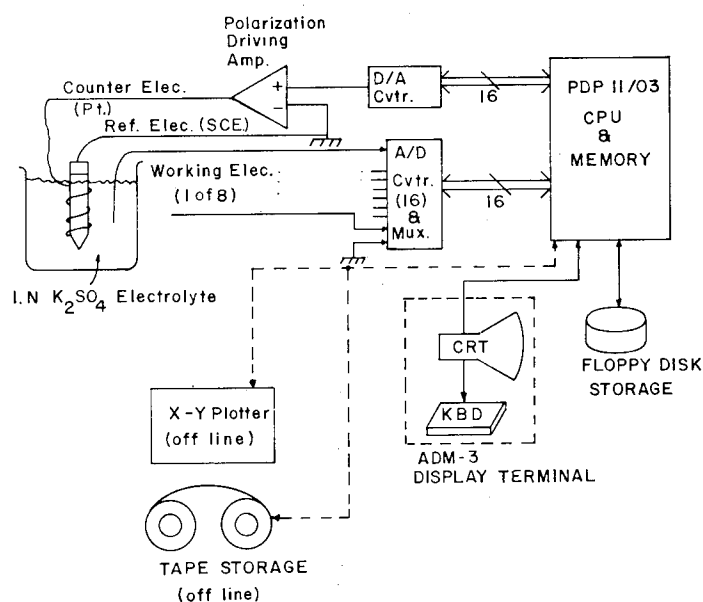 Polarization
Driving
Amp.
Counter Elec.
(Pt.)
Ref. Elec. (SCE)
+
−
D/A
Cvtr.
16
PDP 11/03
CPU
&
MEMORY
Working Elec.
(1 of 8)
A/D
Cvtr.
(16)
&
Mux.
16
1.N K2SO4 Electrolyte
CRT
KBD
ADM-3
DISPLAY TERMINAL
FLOPPY DISK
STORAGE
X-Y Plotter
(off line)
TAPE STORAGE
(off line)